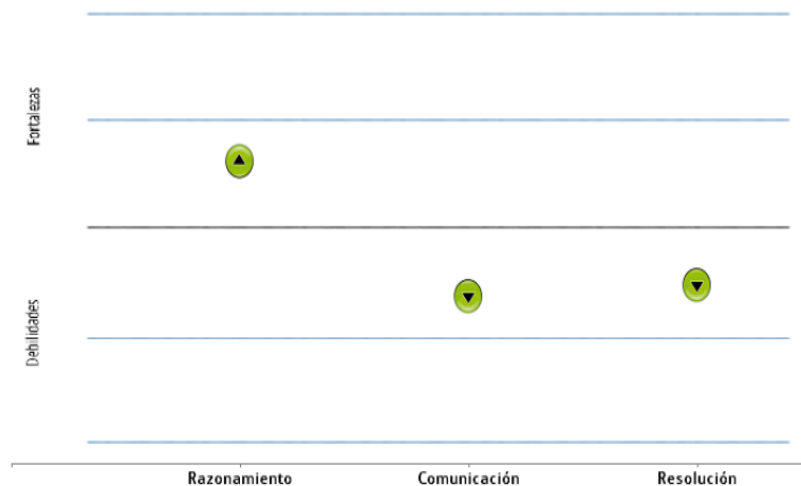 Fortalezas
Debilidades
Razonamiento
Comunicación
Resolución